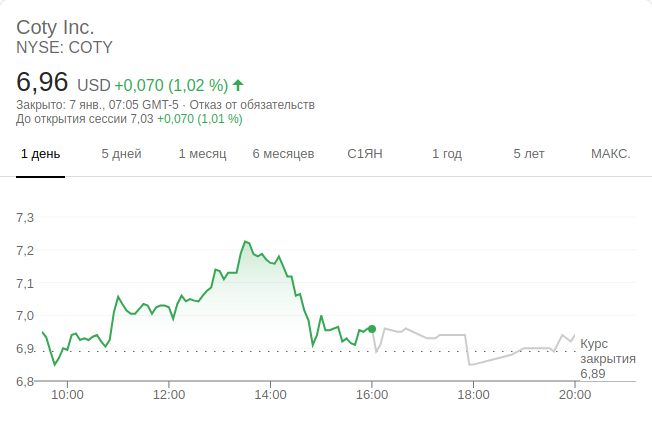 Coty Inc.
NYSE: COTY
6,96 USD +0,070 (1,02 %)
Закрыто: 7 янв., 07:05 GMT-5 · Отказ от обязательств
До открытия сессии 7,03 +0,070 (1,01 %)
1 день 5 дней 1 месяц 6 месяцев С1ЯН 1 год 5 лет МАКС.
7,3
7,2
7,1
7,0
6,9
Курс
закрытия
6,89
6,8
10:00 12:00 14:00 16:00 18:00 20:00